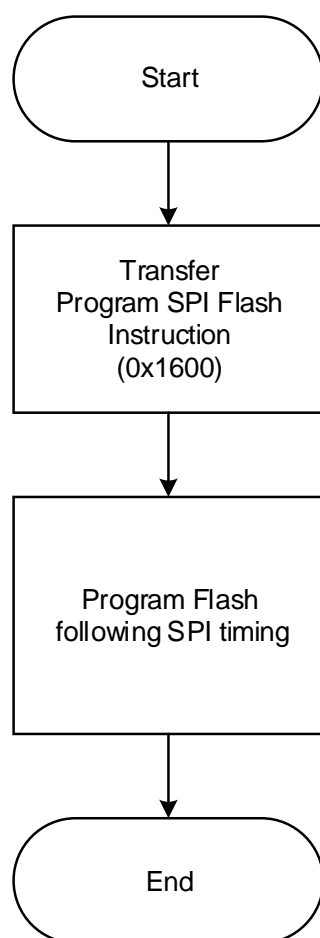 Start
Transfer
Program SPI Flash
Instruction
(0x1600)
Program Flash
following SPI timing
End